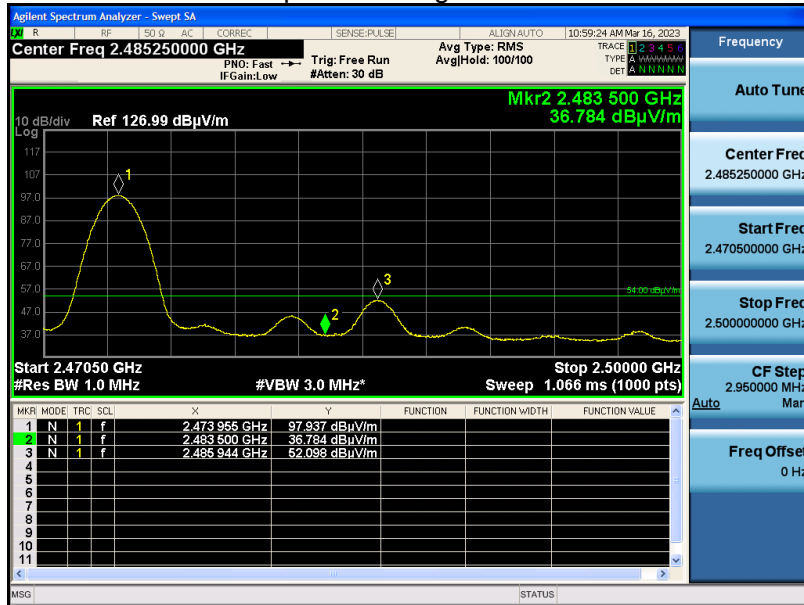 Agilent Spectrum Analyzer - Swept SA
LXI R RF 50 Ω AC CORREC SENSE:PULSE ALIGN AUTO 10:59:24 AM Mar 16, 2023
Center Freq 2.485250000 GHz
PNO: Fast
IFGain:Low
Trig: Free Run
#Atten: 30 dB
Avg Type: RMS
Avg|Hold: 100/100
TRACE 1 2 3 4 5 6
TYPE A WWWWW
DET A N N N N N
Mkr2 2.483 500 GHz
36.784 dBµV/m
10 dB/div Ref 126.99 dBµV/m
Log
117
107
97.0
87.0
77.0
67.0
57.0
47.0
37.0
1
2
3
54.00 dBµV/m
Start 2.47050 GHz Stop 2.50000 GHz
#Res BW 1.0 MHz #VBW 3.0 MHz* Sweep 1.066 ms (1000 pts)
MKR MODE TRC SCL X Y FUNCTION FUNCTION WIDTH FUNCTION VALUE
1 N 1 f 2.473 955 GHz 97.937 dBµV/m
2 N 1 f 2.483 500 GHz 36.784 dBµV/m
3 N 1 f 2.485 944 GHz 52.098 dBµV/m
4
5
6
7
8
9
10
11
MSG STATUS
Frequency
Auto Tune
Center Freq
2.485250000 GHz
Start Freq
2.470500000 GHz
Stop Freq
2.500000000 GHz
CF Step
2.950000 MHz
Auto Man
Freq Offset
0 Hz